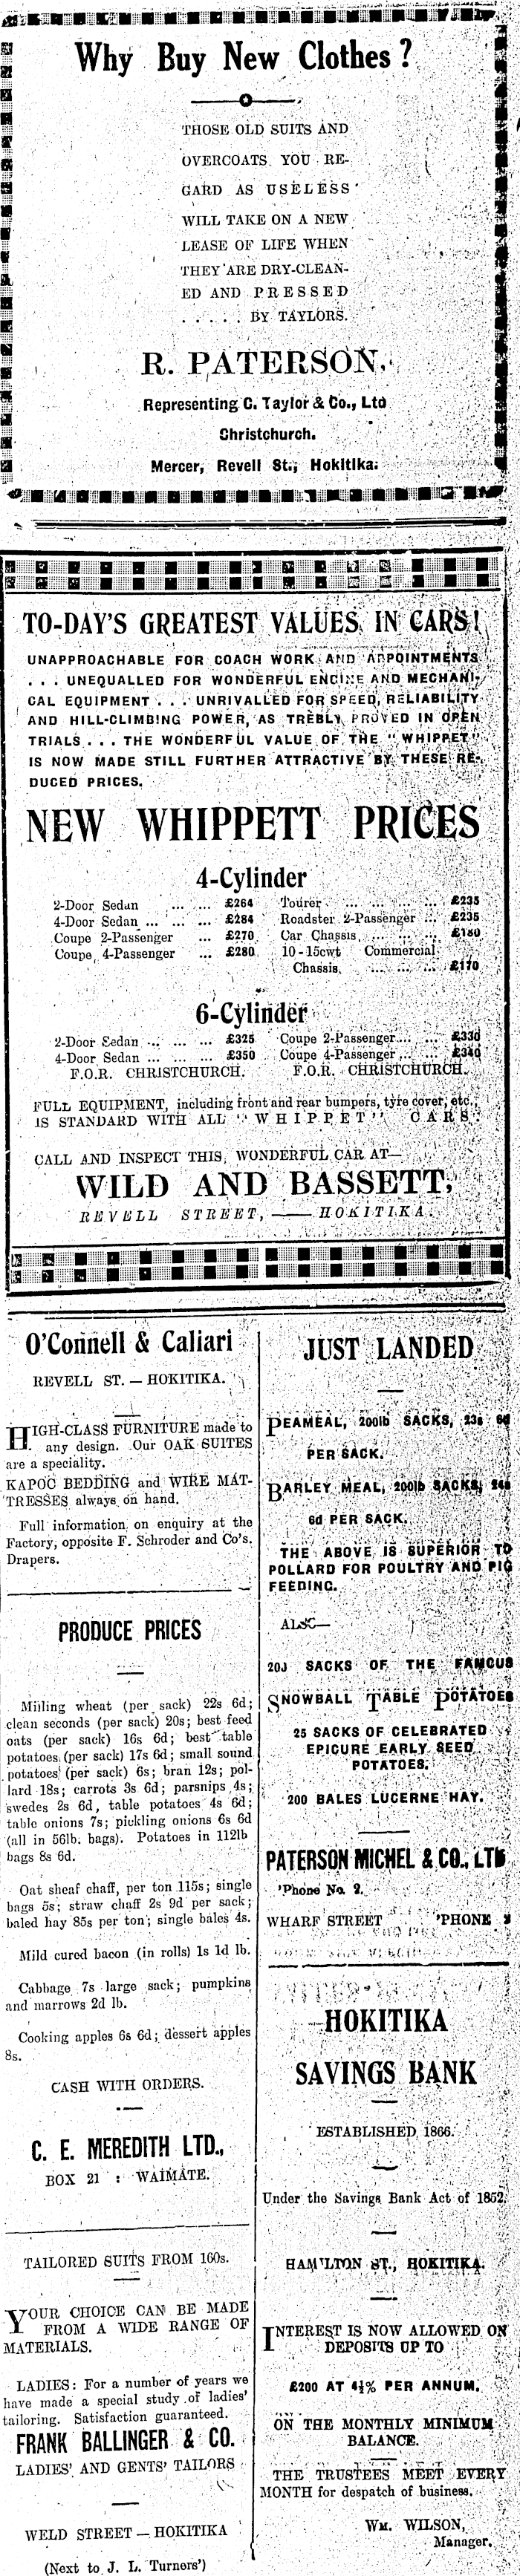 Why Buy New Clothes?
THOSE OLD SUITS AND
OVERCOATS YOU RE-
GARD AS USELESS
WILL TAKE ON A NEW
LEASE OF LIFE WHEN
THEY ARE DRY-CLEAN-
ED AND PRESSED
. . . . . BY TAYLORS.
R. PATERSON,
Representing C. Taylor & Co., Ltd
Christchurch.
Mercer, Revell St., Hokitika.
TO-DAY'S GREATEST VALUES IN CARS!
UNAPPROACHABLE FOR COACH WORK AND APPOINTMENTS
. . . UNEQUALLED FOR WONDERFUL ENGINE AND MECHANI-
CAL EQUIPMENT . . . UNRIVALLED FOR SPEED, RELIABILITY
AND HILL-CLIMBING POWER, AS TREBLY PROVED IN OPEN
TRIALS . . . THE WONDERFUL VALUE OF THE "WHIPPET"
IS NOW MADE STILL FURTHER ATTRACTIVE BY THESE RE-
DUCED PRICES.
NEW WHIPPETT PRICES
4-Cylinder
2-Door Sedan ... ... £264
4-Door Sedan ... ... ... £284
Coupe 2-Passenger ... £270
Coupe, 4-Passenger ... £280
Tourer ... ... ... ... ... £235
Roadster 2-Passenger ... £235
Car Chassis ... ... ... £180
10-15cwt Commercial
Chassis, ... ... ... £170
6-Cylinder
2-Door Sedan ... ... ... £325
4-Door Sedan ... ... ... £350
F.O.R. CHRISTCHURCH.
Coupe 2-Passenger ... ... £330
Coupe 4-Passenger ... ... £340
F.O.R. CHRISTCHURCH.
FULL EQUIPMENT, including front and rear bumpers, tyre cover, etc.,
IS STANDARD WITH ALL "WHIPPET" CARS.
CALL AND INSPECT THIS WONDERFUL CAR AT—
WILD AND BASSETT,
REVELL STREET, —— HOKITIKA.
O'Connell & Caliari
REVELL ST. — HOKITIKA.
HIGH-CLASS FURNITURE made to
any design. Our OAK SUITES
are a speciality.
KAPOC BEDDING and WIRE MAT-
TRESSES always on hand.
Full information on enquiry at the
Factory, opposite F. Schroder and Co's.
Drapers.
PRODUCE PRICES
Milling wheat (per sack) 22s 6d;
clean seconds (per sack) 20s; best feed
oats (per sack) 16s 6d; best table
potatoes (per sack) 17s 6d; small sound
potatoes (per sack) 6s; bran 12s; pol-
lard 18s; carrots 3s 6d; parsnips 4s;
swedes 2s 6d, table potatoes 4s 6d;
table onions 7s; pickling onions 6s 6d
(all in 56lb. bags). Potatoes in 112lb
bags 8s 6d.
Oat sheaf chaff, per ton 115s; single
bags 5s; straw chaff 2s 9d per sack;
baled hay 85s per ton; single bales 4s.
Mild cured bacon (in rolls) 1s 1d lb.
Cabbage 7s large sack; pumpkins
and marrows 2d lb.
Cooking apples 6s 6d; dessert apples
8s.
CASH WITH ORDERS.
C. E. MEREDITH LTD.,
BOX 21 : WAIMATE.
TAILORED SUITS FROM 160s.
YOUR CHOICE CAN BE MADE
FROM A WIDE RANGE OF
MATERIALS.
LADIES: For a number of years we
have made a special study of ladies'
tailoring. Satisfaction guaranteed.
FRANK BALLINGER & CO.
LADIES' AND GENTS' TAILORS
WELD STREET — HOKITIKA
(Next to J. L. Turners')
JUST LANDED
PEAMEAL, 200lb SACKS, 23s 6d
PER SACK.
BARLEY MEAL, 200lb SACKS, 24s
6d PER SACK.
THE ABOVE IS SUPERIOR TO
POLLARD FOR POULTRY AND PIG
FEEDING.
ALSO—
200 SACKS OF THE FAMOUS
SNOWBALL TABLE POTATOES
25 SACKS OF CELEBRATED
EPICURE EARLY SEED
POTATOES.
200 BALES LUCERNE HAY.
PATERSON MICHEL & CO., LTD
'Phone No. 2.
WHARF STREET 'PHONE 2
HOKITIKA
SAVINGS BANK
ESTABLISHED 1866.
Under the Savings Bank Act of 1852.
HAMILTON ST., HOKITIKA.
INTEREST IS NOW ALLOWED ON
DEPOSITS UP TO
£200 AT 4½% PER ANNUM.
ON THE MONTHLY MINIMUM
BALANCE.
THE TRUSTEES MEET EVERY
MONTH for despatch of business.
WM. WILSON,
Manager.